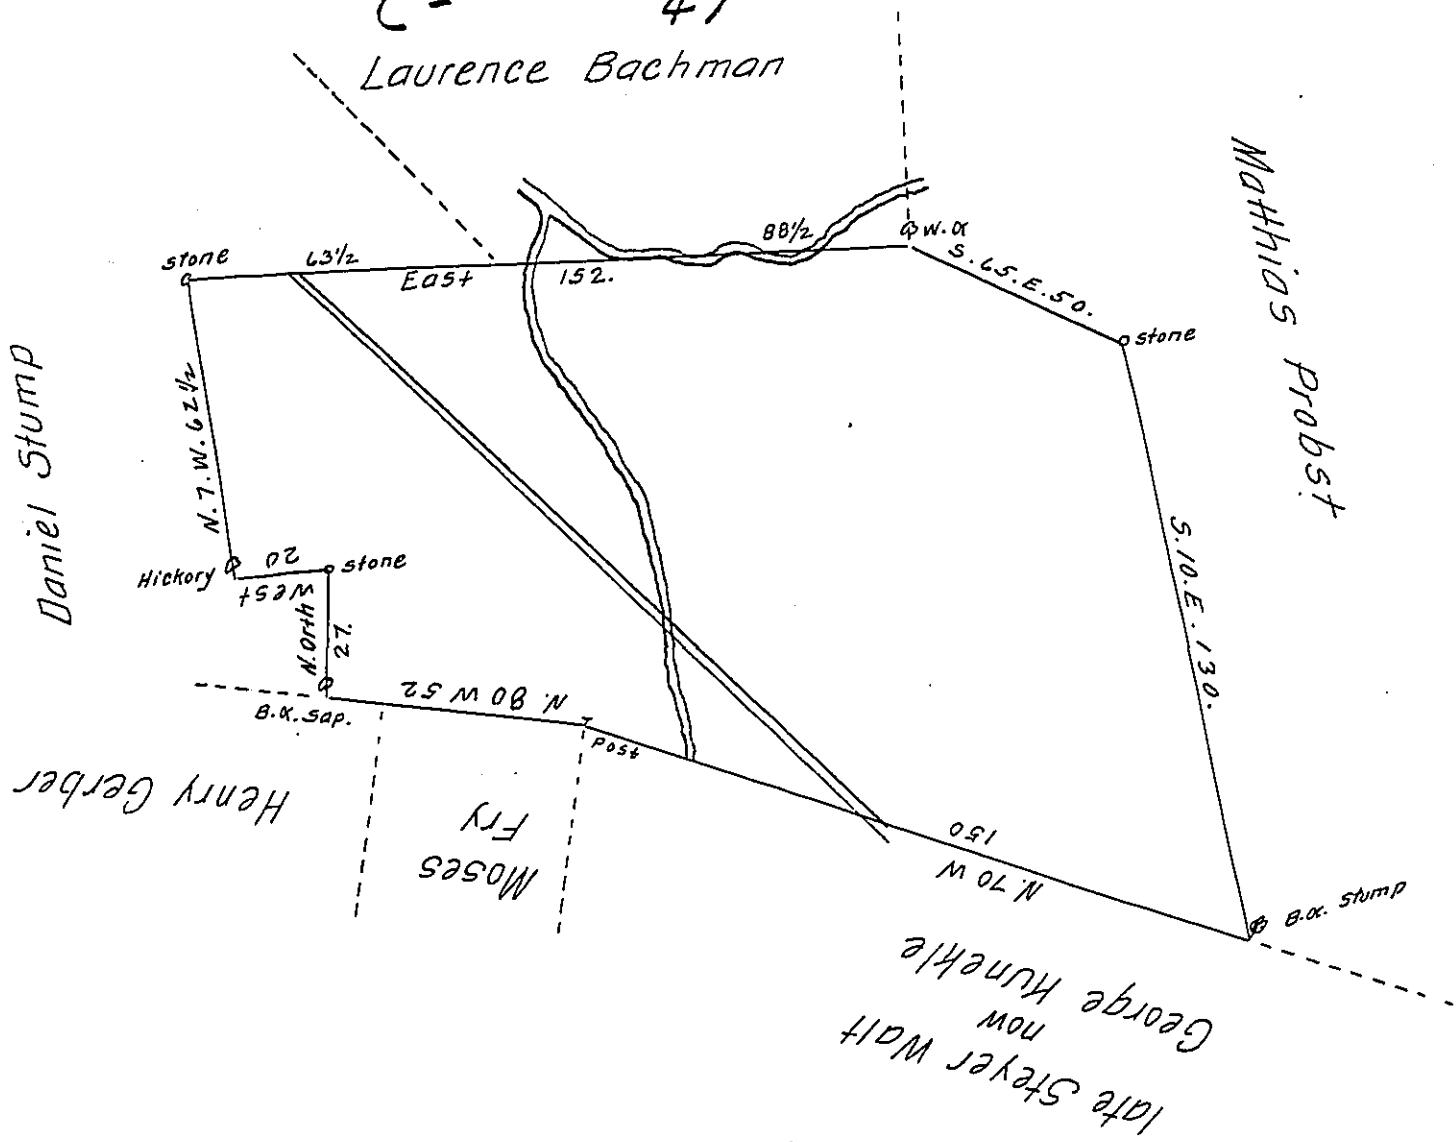 Laurence Bachman
Matthias Probst
stone
63½
East
152.
88½
W.α
S.65.E.50.
stone
Daniel Stump
N.7.W.62½
S.10.E.130.
Hickory
20
West
stone
North
27.
B.α.Sap.
N. 80 W 52
Post
Henry Gerber
Moses
Fry
150
N.70 W
B.α. Stump
late Steyer Walt
now
George Kunekle